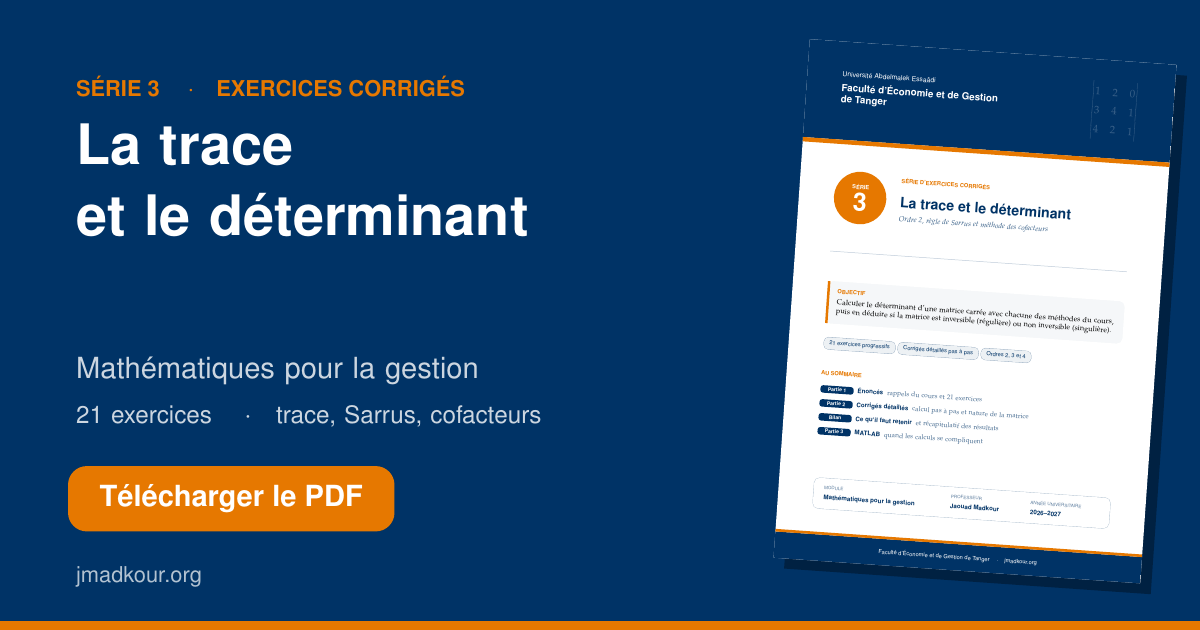 SÉRIE 3 · EXERCICES CORRIGÉS
La trace
et le déterminant
Mathématiques pour la gestion
21 exercices · trace, Sarrus, cofacteurs
Télécharger le PDF
jmadkour.org
Université Abdelmalek Essaâdi
Faculté d'Économie et de Gestion
de Tanger
1 2 0
3 4 1
4 2 1
SÉRIE
3
SÉRIE D'EXERCICES CORRIGÉS
La trace et le déterminant
Ordre 2, règle de Sarrus et méthode des cofacteurs
OBJECTIF
Calculer le déterminant d'une matrice carrée avec chacune des méthodes du cours,
puis en déduire si la matrice est inversible (régulière) ou non inversible (singulière).
21 exercices progressifs Corrigés détaillés pas à pas Ordres 2, 3 et 4
AU SOMMAIRE
Partie 1 Énoncés rappels du cours et 21 exercices
Partie 2 Corrigés détaillés calcul pas à pas et nature de la matrice
Bilan Ce qu'il faut retenir et récapitulatif des résultats
Partie 3 MATLAB quand les calculs se compliquent
MODULE
Mathématiques pour la gestion
PROFESSEUR
Jaouad Madkour
ANNÉE UNIVERSITAIRE
2026–2027
Faculté d'Économie et de Gestion de Tanger · jmadkour.org